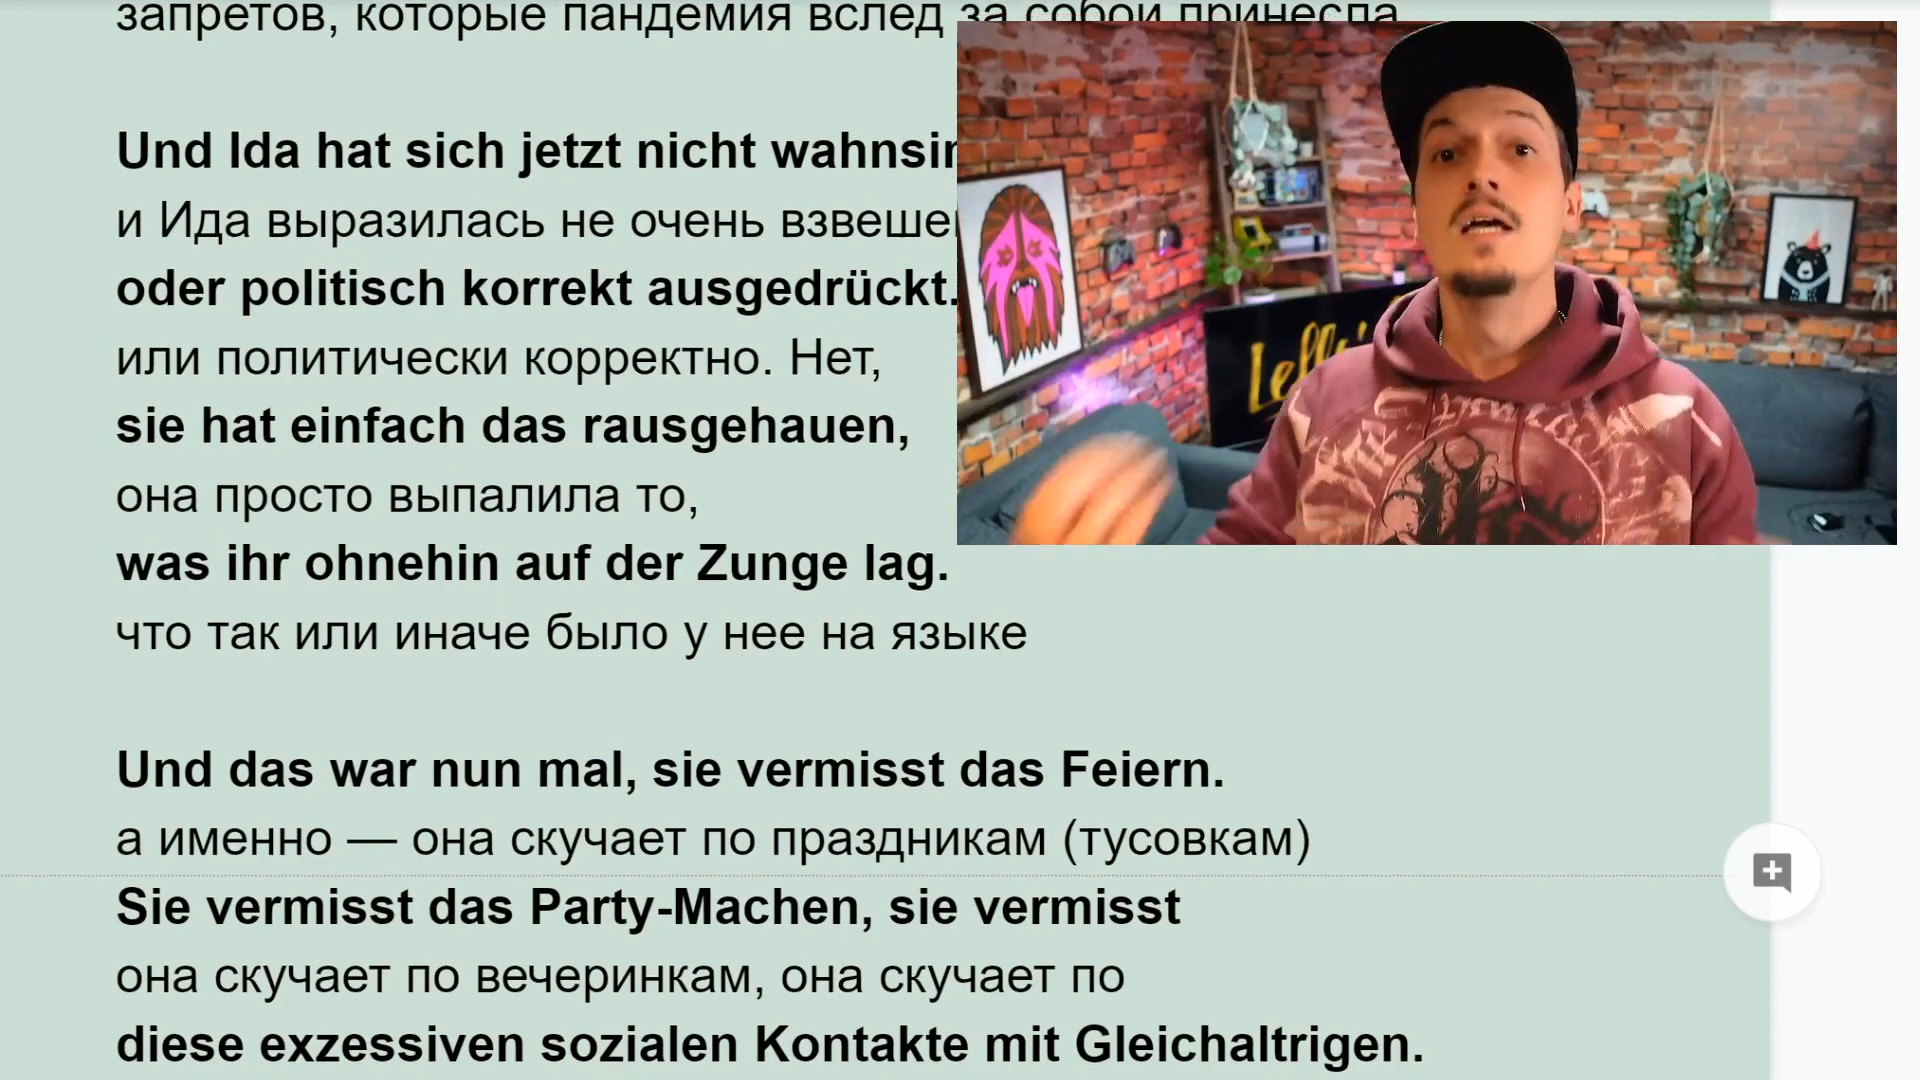 запретов, которые пандемия вслед за собой принесла
Und Ida hat sich jetzt nicht
и Ида выразилась не очень
oder politisch korrekt ausgedrückt.
или политически корректно. Нет,
sie hat einfach das rausgehauen,
она просто выпалила то,
was ihr ohnehin auf der Zunge lag.
что так или иначе было у нее на языке
Und das war nun mal, sie vermisst das Feiern.
а именно — она скучает по праздникам (тусовкам)
Sie vermisst das Party-Machen, sie vermisst
она скучает по вечеринкам, она скучает по
diese exzessiven sozialen Kontakte mit Gleichaltrigen.